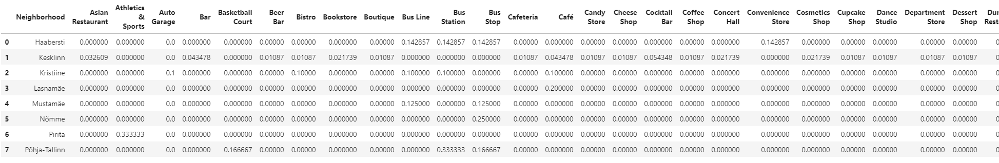 Neighborhood Asian Restaurant Athletics & Sports Auto Garage Bar Basketball Court Beer Bar Bistro Bookstore Boutique Bus Line Bus Station Bus Stop Cafeteria Café Candy Store Cheese Shop Cocktail Bar Coffee Shop Concert Hall Convenience Store Cosmetics Shop Cupcake Shop Dance Studio Department Store Dessert Shop
0 Haabersti 0.000000 0.000000 0.0 0.000000 0.000000 0.00000 0.00000 0.000000 0.00000 0.142857 0.142857 0.142857 0.00000 0.000000 0.00000 0.00000 0.000000 0.00000 0.000000 0.142857 0.000000 0.00000 0.00000 0.00000 0.00000
1 Kesklinn 0.032609 0.000000 0.0 0.043478 0.000000 0.01087 0.01087 0.021739 0.01087 0.000000 0.000000 0.000000 0.01087 0.043478 0.01087 0.01087 0.054348 0.01087 0.021739 0.000000 0.021739 0.01087 0.01087 0.01087 0.01087
2 Kristiine 0.000000 0.000000 0.1 0.000000 0.000000 0.00000 0.10000 0.000000 0.00000 0.100000 0.100000 0.000000 0.00000 0.100000 0.00000 0.00000 0.000000 0.00000 0.000000 0.000000 0.000000 0.00000 0.00000 0.00000 0.00000
3 Lasnamäe 0.000000 0.000000 0.0 0.000000 0.000000 0.00000 0.00000 0.000000 0.00000 0.000000 0.000000 0.000000 0.00000 0.200000 0.00000 0.00000 0.000000 0.00000 0.000000 0.000000 0.000000 0.00000 0.00000 0.00000 0.00000
4 Mustamäe 0.000000 0.000000 0.0 0.000000 0.000000 0.00000 0.00000 0.000000 0.00000 0.125000 0.000000 0.125000 0.00000 0.000000 0.00000 0.00000 0.000000 0.00000 0.000000 0.000000 0.000000 0.00000 0.00000 0.00000 0.00000
5 Nõmme 0.000000 0.000000 0.0 0.000000 0.000000 0.00000 0.00000 0.000000 0.00000 0.000000 0.000000 0.250000 0.00000 0.000000 0.00000 0.00000 0.000000 0.00000 0.000000 0.000000 0.000000 0.00000 0.00000 0.00000 0.00000
6 Pirita 0.000000 0.333333 0.0 0.000000 0.000000 0.00000 0.00000 0.000000 0.00000 0.000000 0.000000 0.000000 0.00000 0.000000 0.00000 0.00000 0.000000 0.00000 0.000000 0.000000 0.000000 0.00000 0.00000 0.00000 0.00000
7 Põhja-Tallinn 0.000000 0.000000 0.0 0.000000 0.166667 0.00000 0.00000 0.000000 0.00000 0.000000 0.333333 0.166667 0.00000 0.000000 0.00000 0.00000 0.000000 0.00000 0.000000 0.000000 0.000000 0.00000 0.00000 0.00000 0.00000